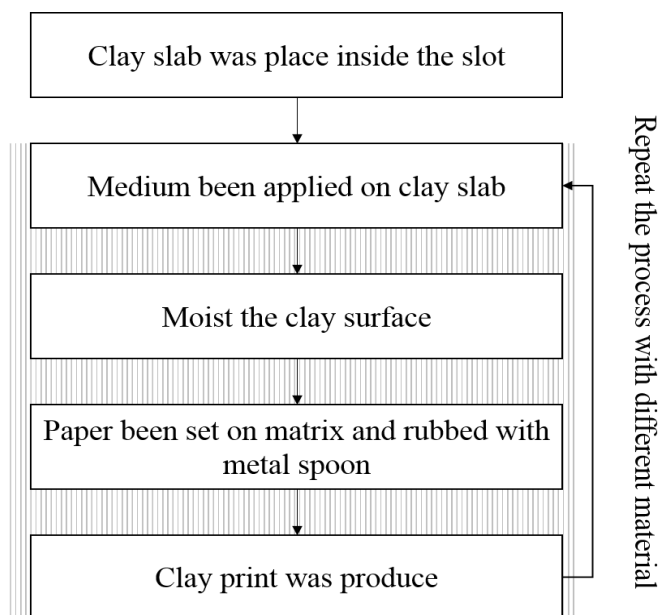 Clay slab was place inside the slot
Medium been applied on clay slab
Moist the clay surface
Paper been set on matrix and rubbed with
metal spoon
Clay print was produce
Repeat the process with different material